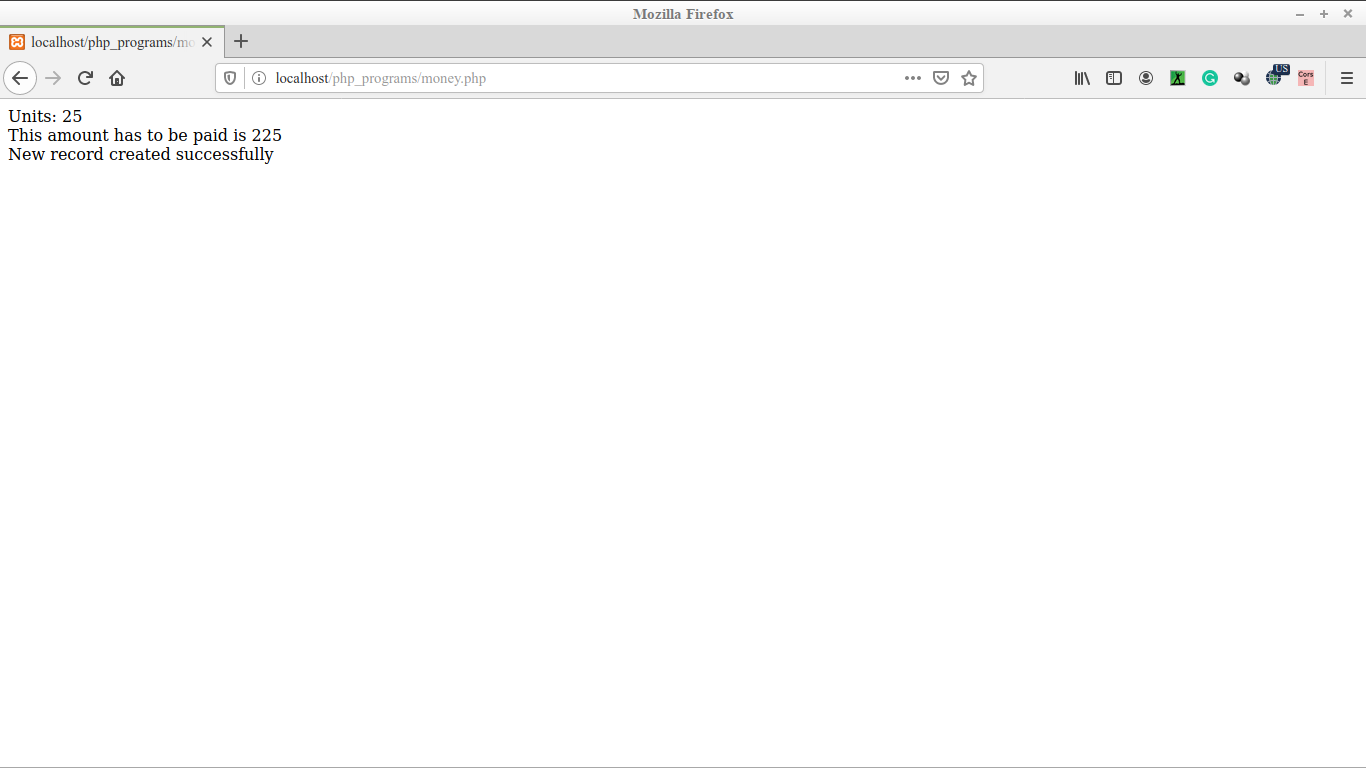 Mozilla Firefox
localhost/php_programs/mo
localhost/php_programs/money.php
US
Cors
E
Units: 25
This amount has to be paid is 225
New record created successfully